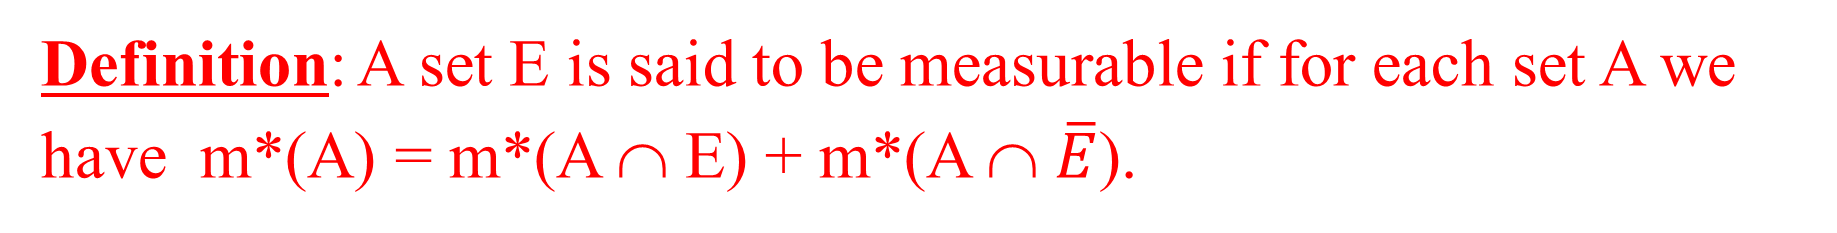 Definition: A set E is said to be measurable if for each set A we
have m*(A) = m*(A ∩ E) + m*(A ∩ Ē).